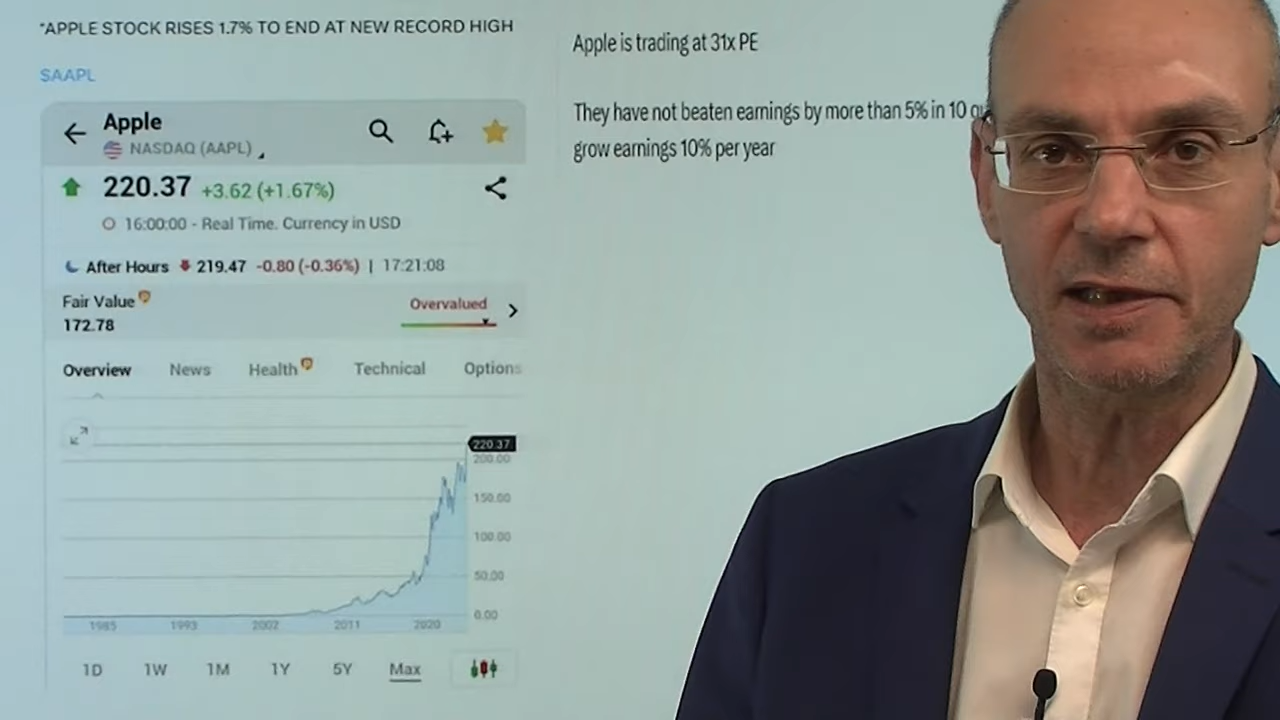 *APPLE STOCK RISES 1.7% TO END AT NEW RECORD HIGH
$AAPL
Apple
NASDAQ (AAPL)
220.37 +3.62 (+1.67%)
16:00:00 - Real Time. Currency in USD
After Hours 219.47 -0.80 (-0.36%) | 17:21:08
Fair Value Overvalued
172.78
Overview News Health Technical Options
220.37
200.00
150.00
100.00
50.00
0.00
1985 1993 2002 2011 2020
1D 1W 1M 1Y 5Y Max
Apple is trading at 31x PE
They have not beaten earnings by more than 5% in 10
grow earnings 10% per year